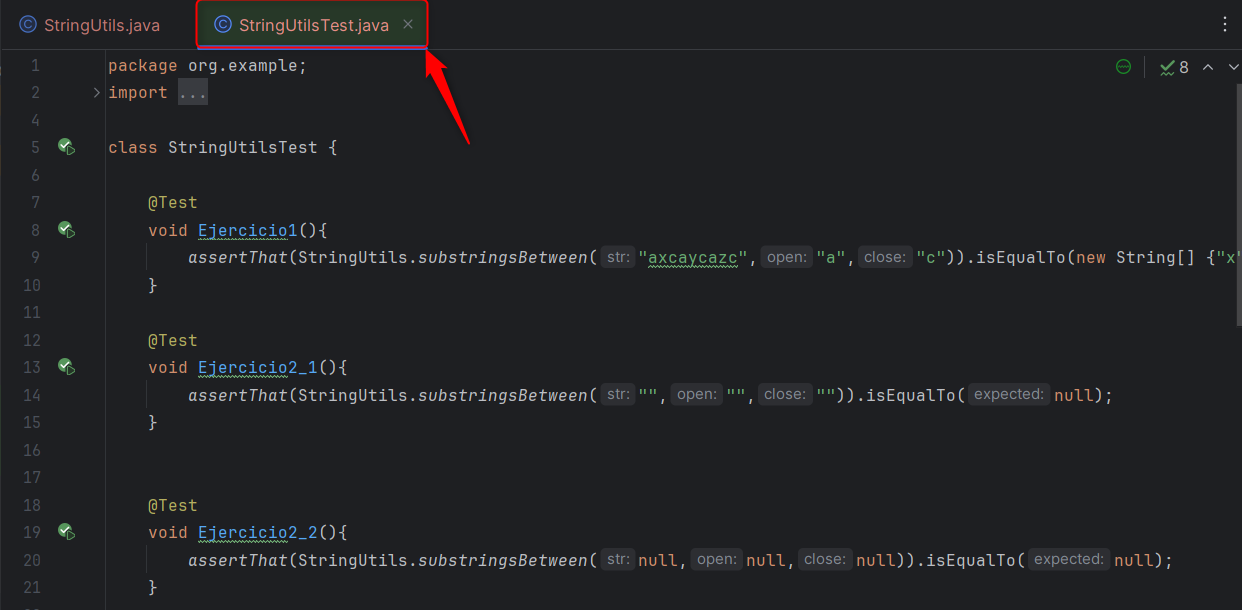 StringUtils.java StringUtilsTest.java
1 package org.example; 8
2 import ...
4
5 class StringUtilsTest {
6
7 @Test
8 void Ejercicio1(){
9 assertThat(StringUtils.substringsBetween( str: "axcaycazc", open: "a", close: "c")).isEqualTo(new String[] {"x"
10 }
11
12 @Test
13 void Ejercicio2_1(){
14 assertThat(StringUtils.substringsBetween( str: "", open: "", close: "")).isEqualTo( expected: null);
15 }
16
17
18 @Test
19 void Ejercicio2_2(){
20 assertThat(StringUtils.substringsBetween( str: null, open: null, close: null)).isEqualTo( expected: null);
21 }